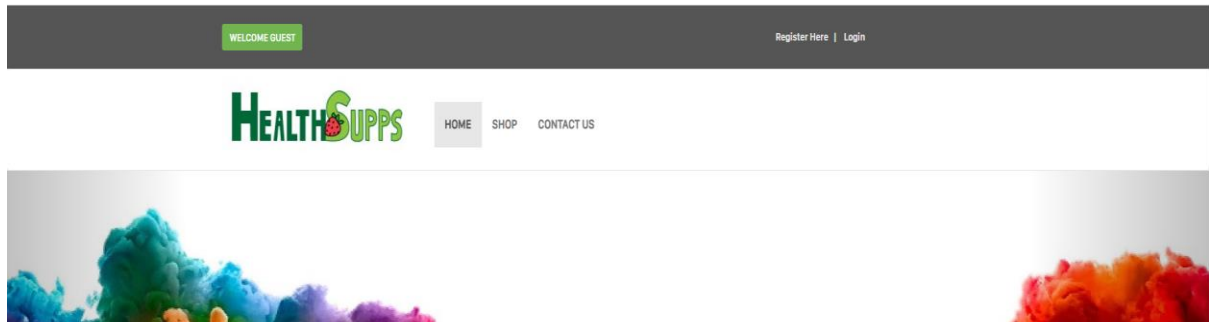 WELCOME GUEST
Register Here | Login
HEALTHSUPPS
HOME SHOP CONTACT US